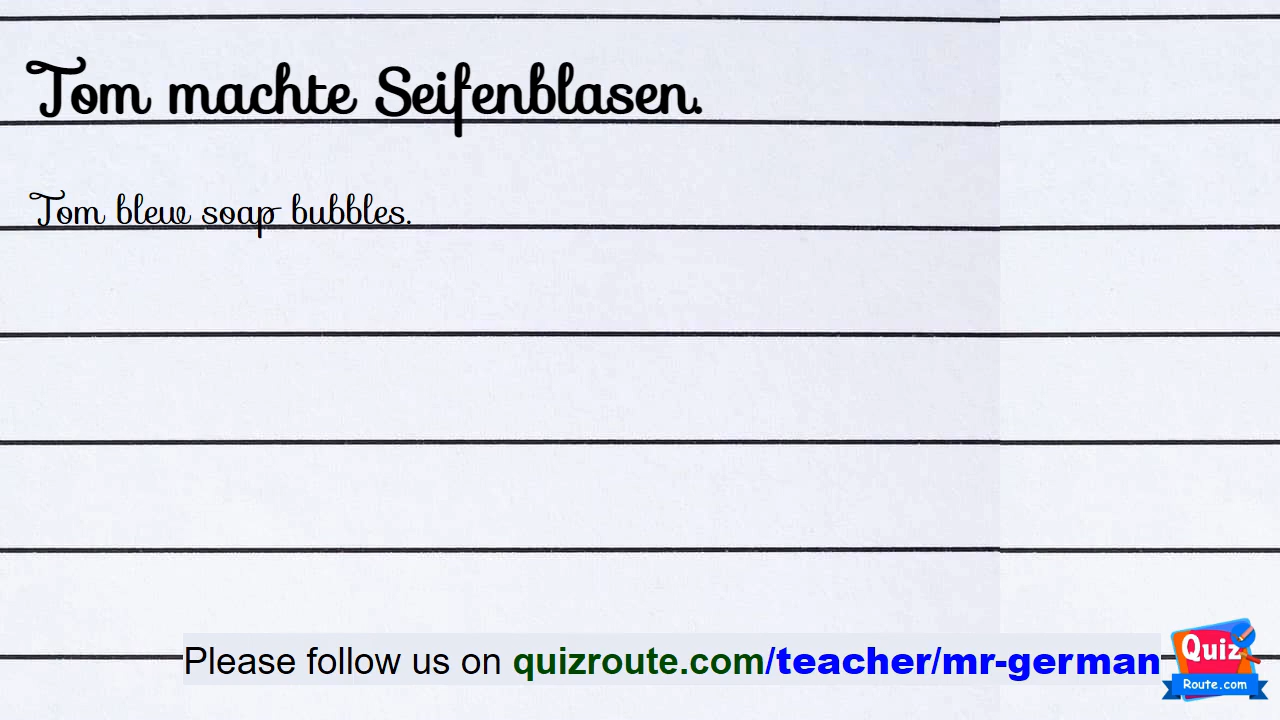 Tom machte Seifenblasen.
Tom blew soap bubbles.
Please follow us on quizroute.com/teacher/mr-german
Quiz
Route.com